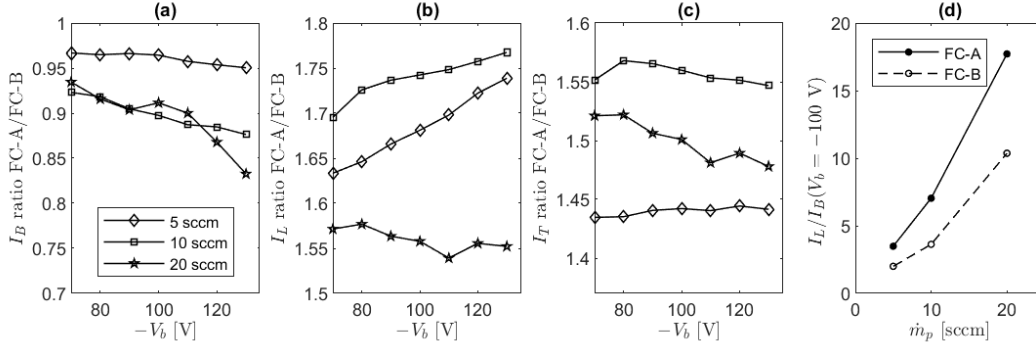 (a)
1
0.95
0.9
0.85
0.8
0.75
0.7
80
100
120
−V_b [V]
I_B ratio FC-A/FC-B
5 sccm
10 sccm
20 sccm
(b)
1.8
1.75
1.7
1.65
1.6
1.55
1.5
80
100
120
−V_b [V]
I_L ratio FC-A/FC-B
(c)
1.6
1.55
1.5
1.45
1.4
80
100
120
−V_b [V]
I_T ratio FC-A/FC-B
(d)
20
15
10
5
0
0
10
20
ṁ_p [sccm]
I_L/I_B(V_b = −100 V)
FC-A
FC-B